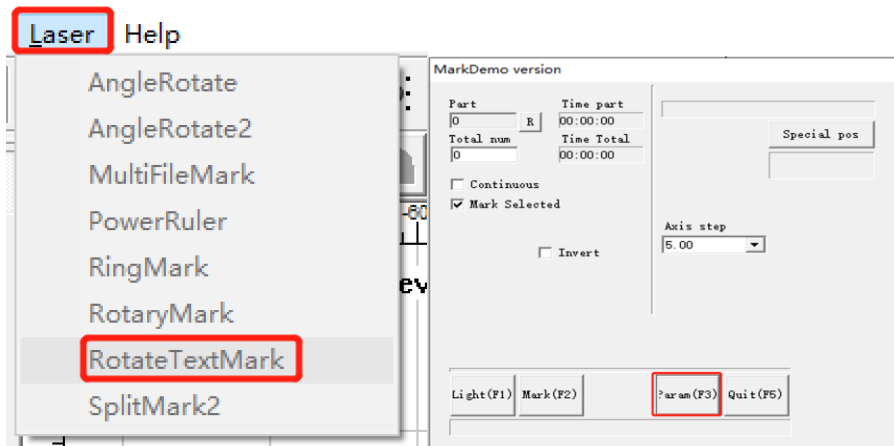 Laser Help
AngleRotate
AngleRotate2
MultiFileMark
PowerRuler
RingMark
RotaryMark
RotateTextMark
SplitMark2
-60
ev
MarkDemo version
Part Time part
0 R 00:00:00
Total num Time Total
0 00:00:00
Continuous
Mark Selected
Invert
Special pos
Axis step
5.00
Light(F1) Mark(F2) Param(F3) Quit(F5)